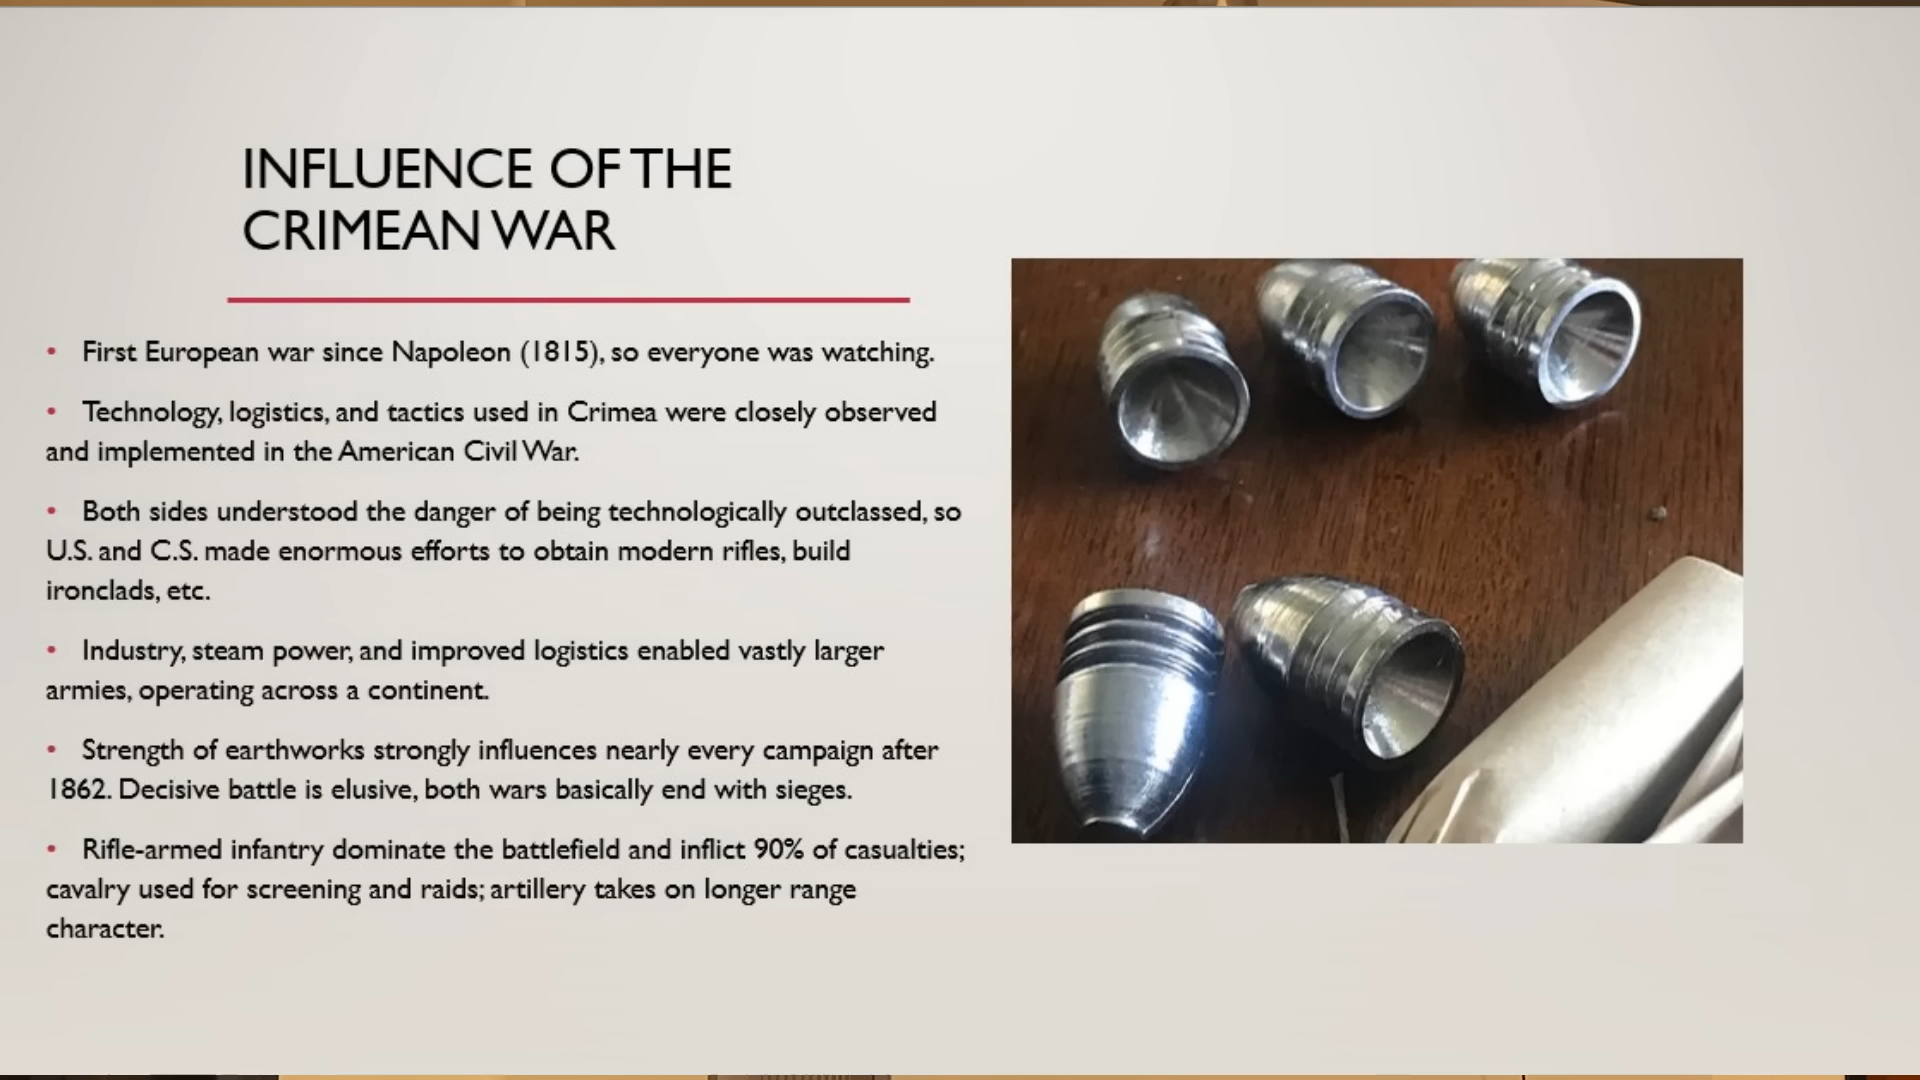 INFLUENCE OF THE
CRIMEAN WAR
• First European war since Napoleon (1815), so everyone was watching.
• Technology, logistics, and tactics used in Crimea were closely observed
and implemented in the American Civil War.
• Both sides understood the danger of being technologically outclassed, so
U.S. and C.S. made enormous efforts to obtain modern rifles, build
ironclads, etc.
• Industry, steam power, and improved logistics enabled vastly larger
armies, operating across a continent.
• Strength of earthworks strongly influences nearly every campaign after
1862. Decisive battle is elusive, both wars basically end with sieges.
• Rifle-armed infantry dominate the battlefield and inflict 90% of casualties;
cavalry used for screening and raids; artillery takes on longer range
character.